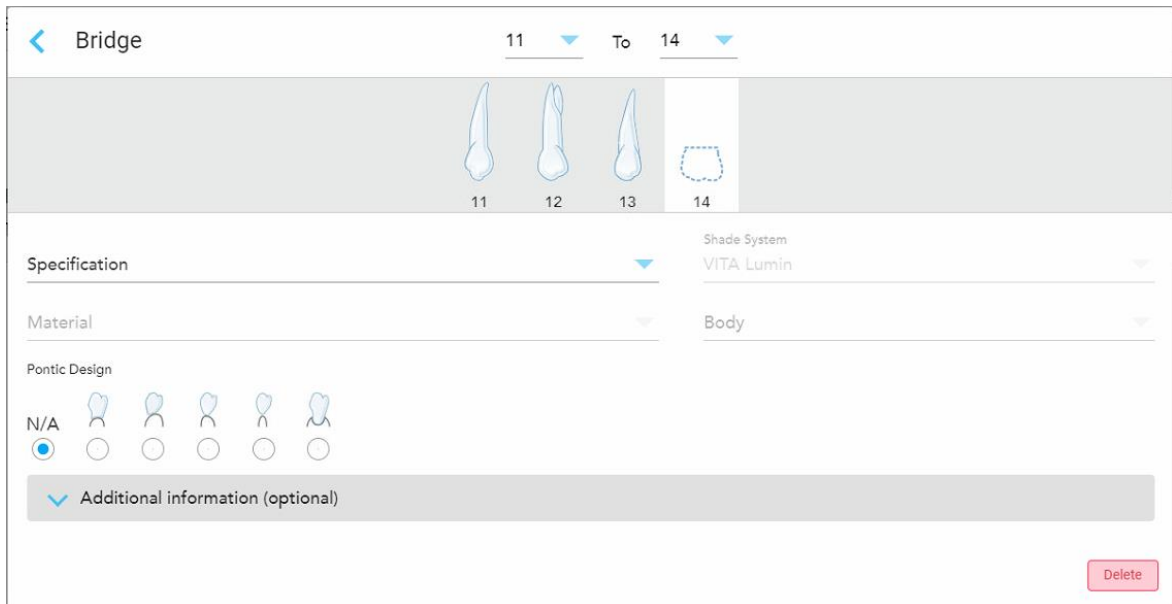 Bridge 11 To 14
11 12 13 14
Shade System
Specification VITA Lumin
Material Body
Pontic Design
N/A
Additional information (optional)
Delete